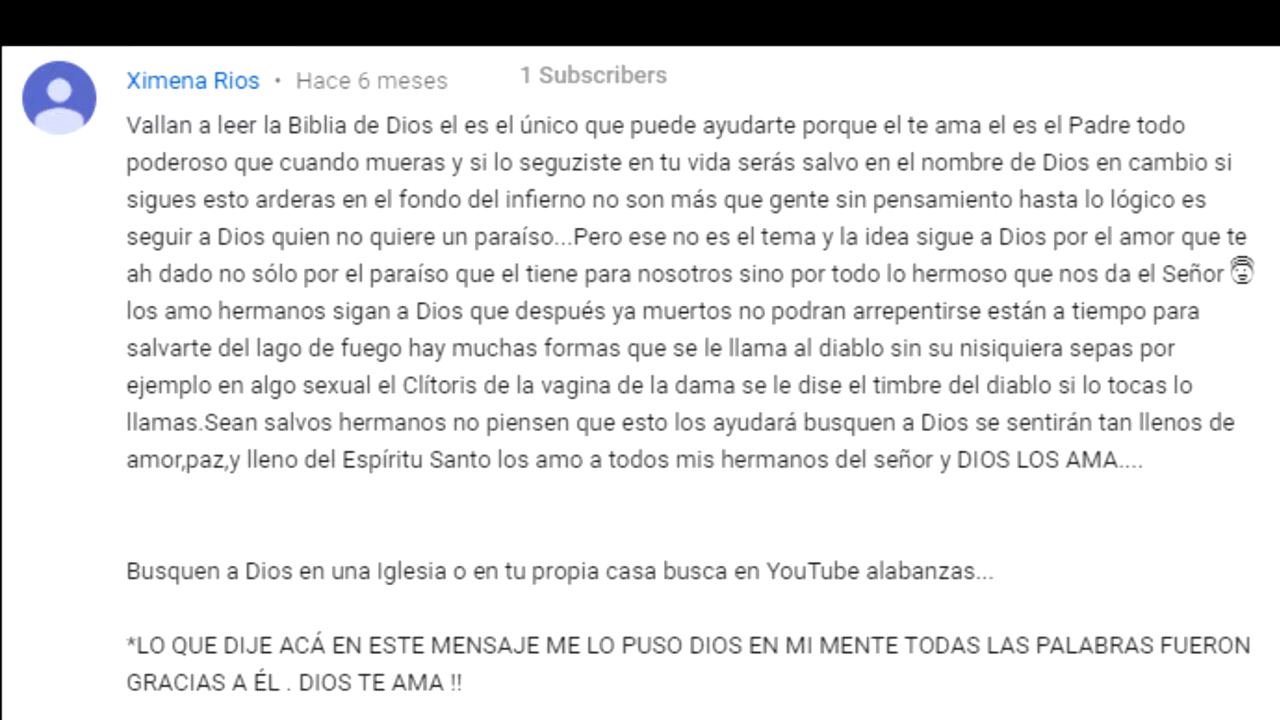 Ximena Rios • Hace 6 meses 1 Subscribers
Vallan a leer la Biblia de Dios el es el único que puede ayudarte porque el te ama el es el Padre todo
poderoso que cuando mueras y si lo seguziste en tu vida serás salvo en el nombre de Dios en cambio si
sigues esto arderas en el fondo del infierno no son más que gente sin pensamiento hasta lo lógico es
seguir a Dios quien no quiere un paraíso...Pero ese no es el tema y la idea sigue a Dios por el amor que te
ah dado no sólo por el paraíso que el tiene para nosotros sino por todo lo hermoso que nos da el Señor
los amo hermanos sigan a Dios que después ya muertos no podran arrepentirse están a tiempo para
salvarte del lago de fuego hay muchas formas que se le llama al diablo sin su nisiquiera sepas por
ejemplo en algo sexual el Clítoris de la vagina de la dama se le dise el timbre del diablo si lo tocas lo
llamas.Sean salvos hermanos no piensen que esto los ayudará busquen a Dios se sentirán tan llenos de
amor,paz,y lleno del Espíritu Santo los amo a todos mis hermanos del señor y DIOS LOS AMA....
Busquen a Dios en una Iglesia o en tu propia casa busca en YouTube alabanzas...
*LO QUE DIJE ACÁ EN ESTE MENSAJE ME LO PUSO DIOS EN MI MENTE TODAS LAS PALABRAS FUERON
GRACIAS A ÉL . DIOS TE AMA !!